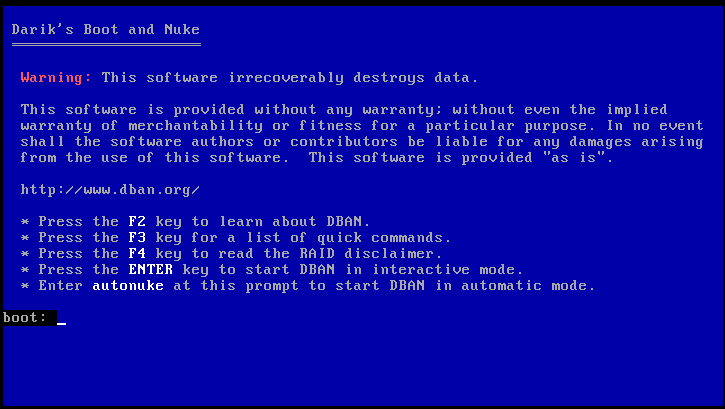 Darik's Boot and Nuke
Warning: This software irrecoverably destroys data.
This software is provided without any warranty; without even the implied
warranty of merchantability or fitness for a particular purpose. In no event
shall the software authors or contributors be liable for any damages arising
from the use of this software.  This software is provided "as is".
http://www.dban.org/
* Press the F2 key to learn about DBAN.
* Press the F3 key for a list of quick commands.
* Press the F4 key to read the RAID disclaimer.
* Press the ENTER key to start DBAN in interactive mode.
* Enter autonuke at this prompt to start DBAN in automatic mode.
boot: _